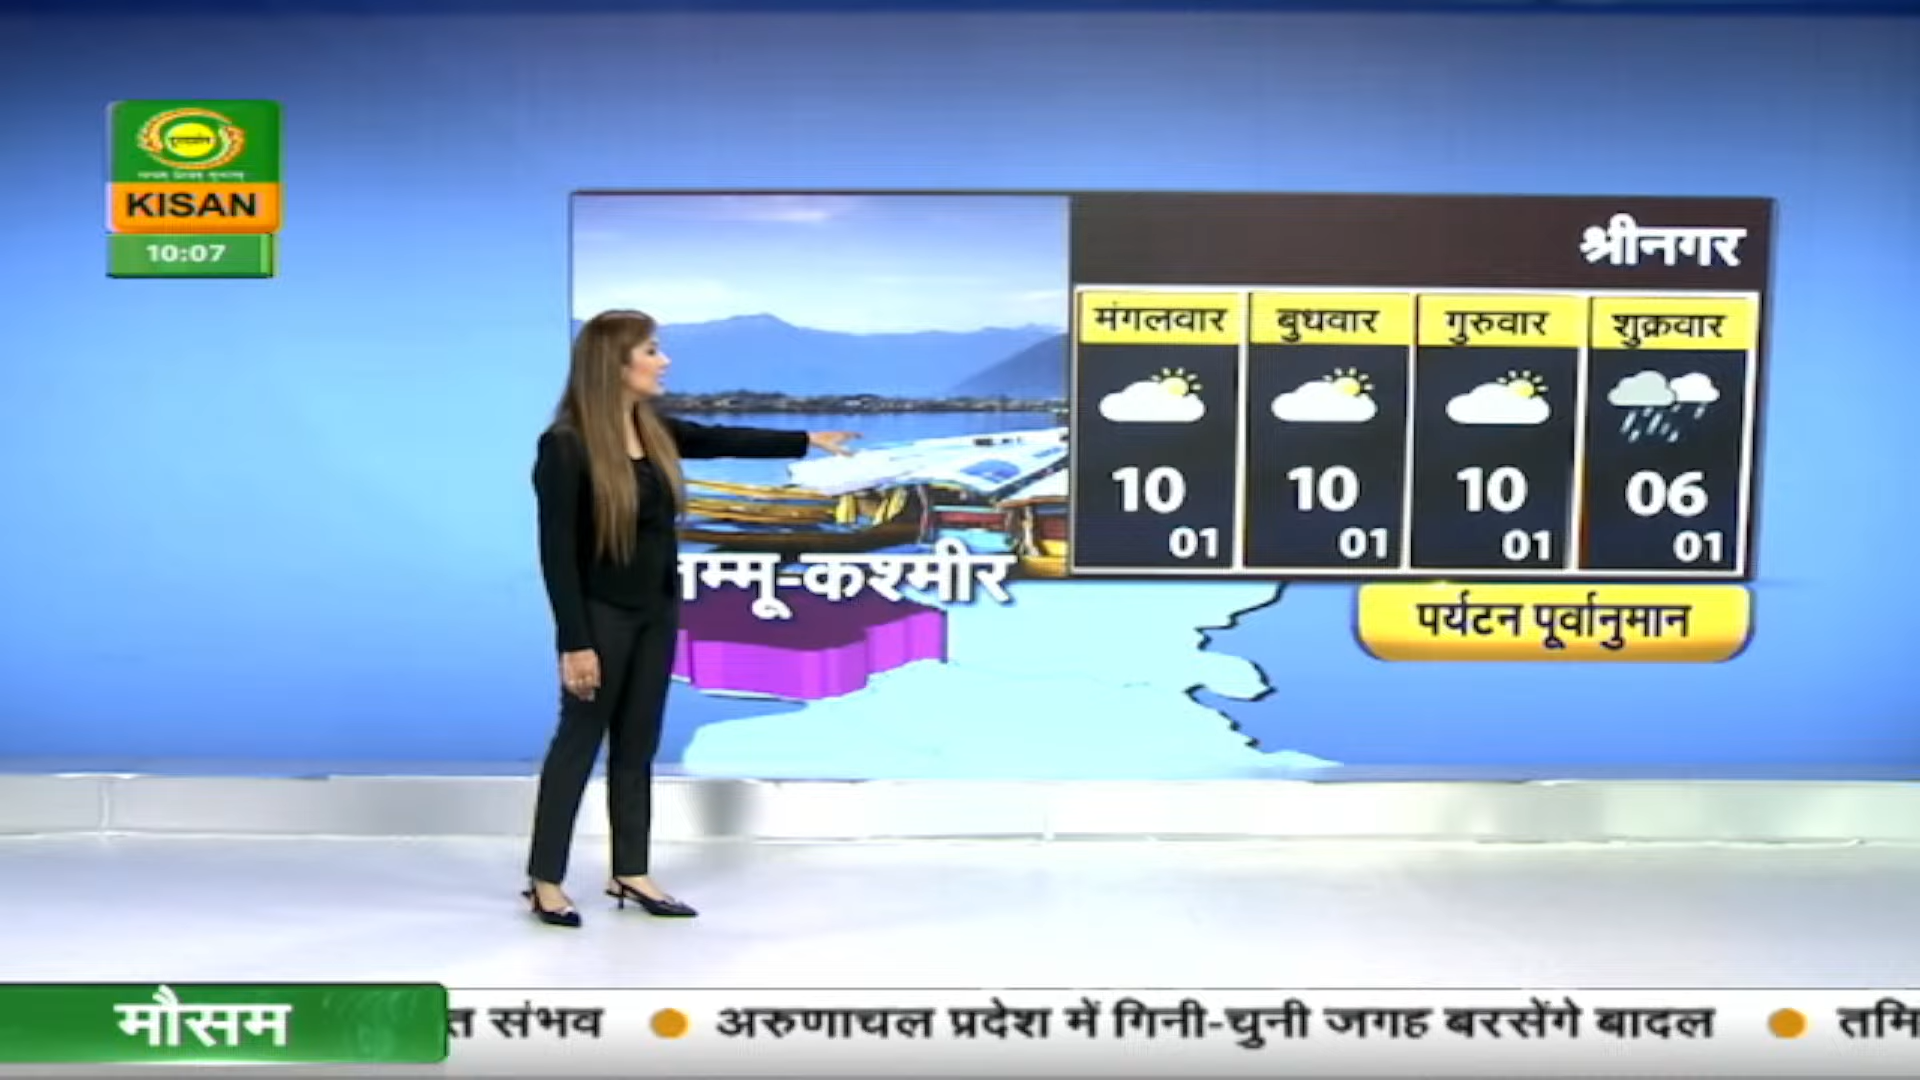 KISAN
10:07
श्रीनगर
मंगलवार बुधवार गुरुवार शुक्रवार
10 10 10 06
01 01 01 01
म्मू-कश्मीर
पर्यटन पूर्वानुमान
मौसम
त संभव ● अरुणाचल प्रदेश में गिनी-चुनी जगह बरसेंगे बादल ● तमि